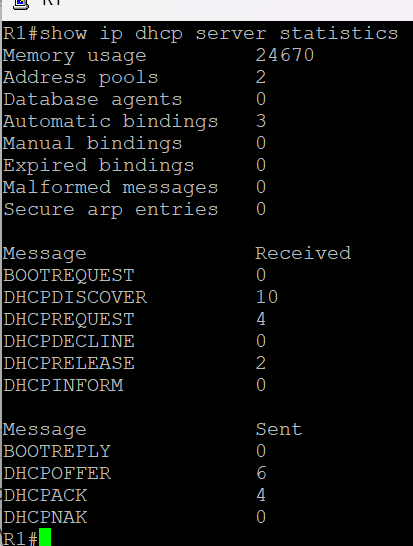 R1#show ip dhcp server statistics
Memory usage 24670
Address pools 2
Database agents 0
Automatic bindings 3
Manual bindings 0
Expired bindings 0
Malformed messages 0
Secure arp entries 0
Message Received
BOOTREQUEST 0
DHCPDISCOVER 10
DHCPREQUEST 4
DHCPDECLINE 0
DHCPRELEASE 2
DHCPINFORM 0
Message Sent
BOOTREPLY 0
DHCPOFFER 6
DHCPACK 4
DHCPNAK 0
R1#